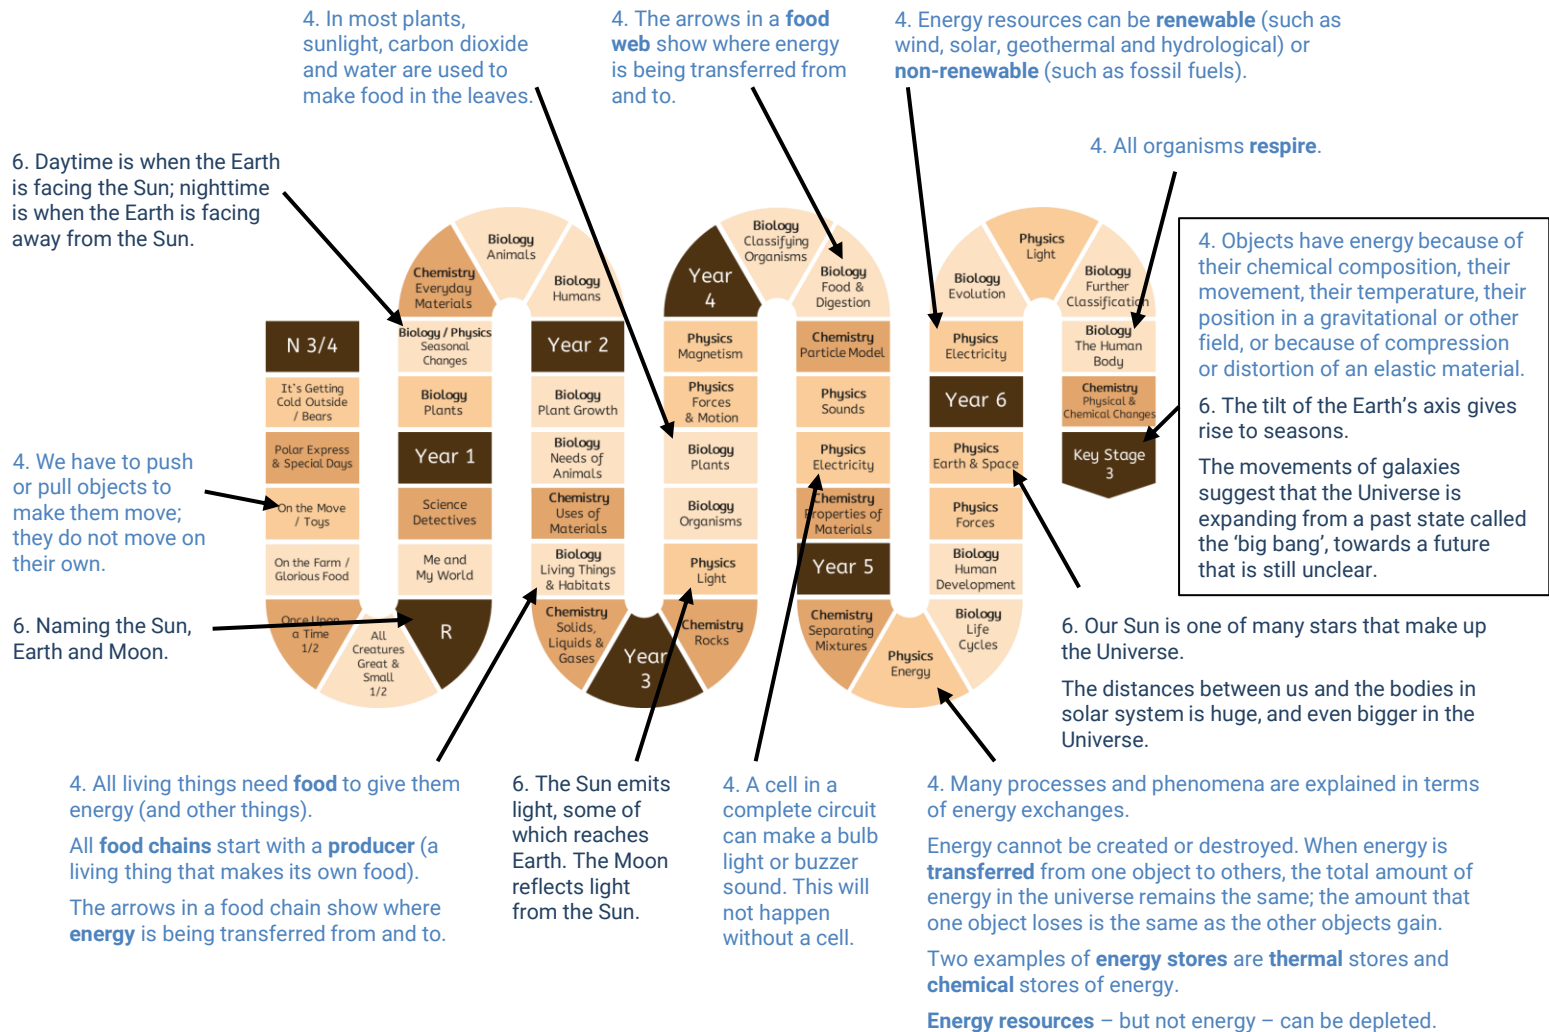 4. In most plants,
sunlight, carbon dioxide
and water are used to
make food in the leaves.
4. The arrows in a food
web show where energy
is being transferred from
and to.
4. Energy resources can be renewable (such as
wind, solar, geothermal and hydrological) or
non-renewable (such as fossil fuels).
4. All organisms respire.
6. Daytime is when the Earth
is facing the Sun; nighttime
is when the Earth is facing
away from the Sun.
4. We have to push
or pull objects to
make them move;
they do not move on
their own.
6. Naming the Sun,
Earth and Moon.
N 3/4
It's Getting
Cold Outside
/ Bears
Polar Express
& Special Days
On the Move
/ Toys
On the Farm /
Glorious Food
Once Upon
a Time
1/2
All
Creatures
Great &
Small
1/2
R
Me and
My World
Science
Detectives
Year 1
Biology
Plants
Biology / Physics
Seasonal
Changes
Chemistry
Everyday
Materials
Biology
Animals
Biology
Humans
Year 2
Biology
Plant Growth
Biology
Needs of
Animals
Chemistry
Uses of
Materials
Biology
Living Things
& Habitats
Chemistry
Solids,
Liquids &
Gases
Year
3
Chemistry
Rocks
Physics
Light
Biology
Organisms
Biology
Plants
Physics
Forces
& Motion
Physics
Magnetism
Year
4
Biology
Classifying
Organisms
Biology
Food &
Digestion
Chemistry
Particle Model
Physics
Sounds
Physics
Electricity
Chemistry
Properties of
Materials
Year 5
Chemistry
Separating
Mixtures
Physics
Energy
Biology
Life
Cycles
Biology
Human
Development
Physics
Forces
Physics
Earth & Space
Year 6
Physics
Electricity
Biology
Evolution
Physics
Light
Biology
Further
Classification
Biology
The Human
Body
Chemistry
Physical &
Chemical Changes
Key Stage
3
4. Objects have energy because of
their chemical composition, their
movement, their temperature, their
position in a gravitational or other
field, or because of compression
or distortion of an elastic material.
6. The tilt of the Earth's axis gives
rise to seasons.
The movements of galaxies
suggest that the Universe is
expanding from a past state called
the 'big bang', towards a future
that is still unclear.
6. Our Sun is one of many stars that make up
the Universe.
The distances between us and the bodies in
solar system is huge, and even bigger in the
Universe.
4. All living things need food to give them
energy (and other things).
All food chains start with a producer (a
living thing that makes its own food).
The arrows in a food chain show where
energy is being transferred from and to.
6. The Sun emits
light, some of
which reaches
Earth. The Moon
reflects light
from the Sun.
4. A cell in a
complete circuit
can make a bulb
light or buzzer
sound. This will
not happen
without a cell.
4. Many processes and phenomena are explained in terms
of energy exchanges.
Energy cannot be created or destroyed. When energy is
transferred from one object to others, the total amount of
energy in the universe remains the same; the amount that
one object loses is the same as the other objects gain.
Two examples of energy stores are thermal stores and
chemical stores of energy.
Energy resources – but not energy – can be depleted.